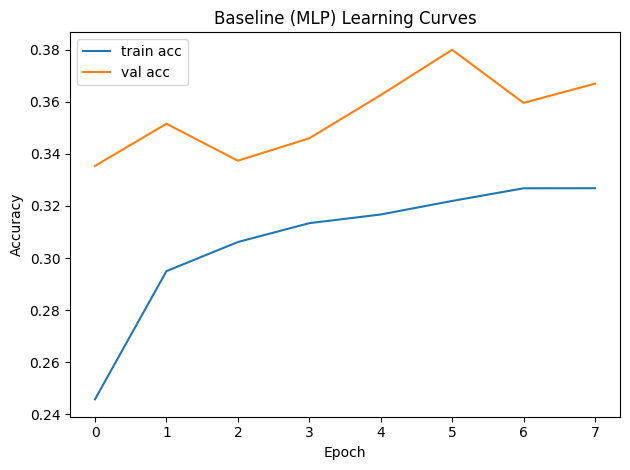 Baseline (MLP) Learning Curves
train acc
val acc
0.38
0.36
0.34
0.32
0.30
0.28
0.26
0.24
Accuracy
0 1 2 3 4 5 6 7
Epoch